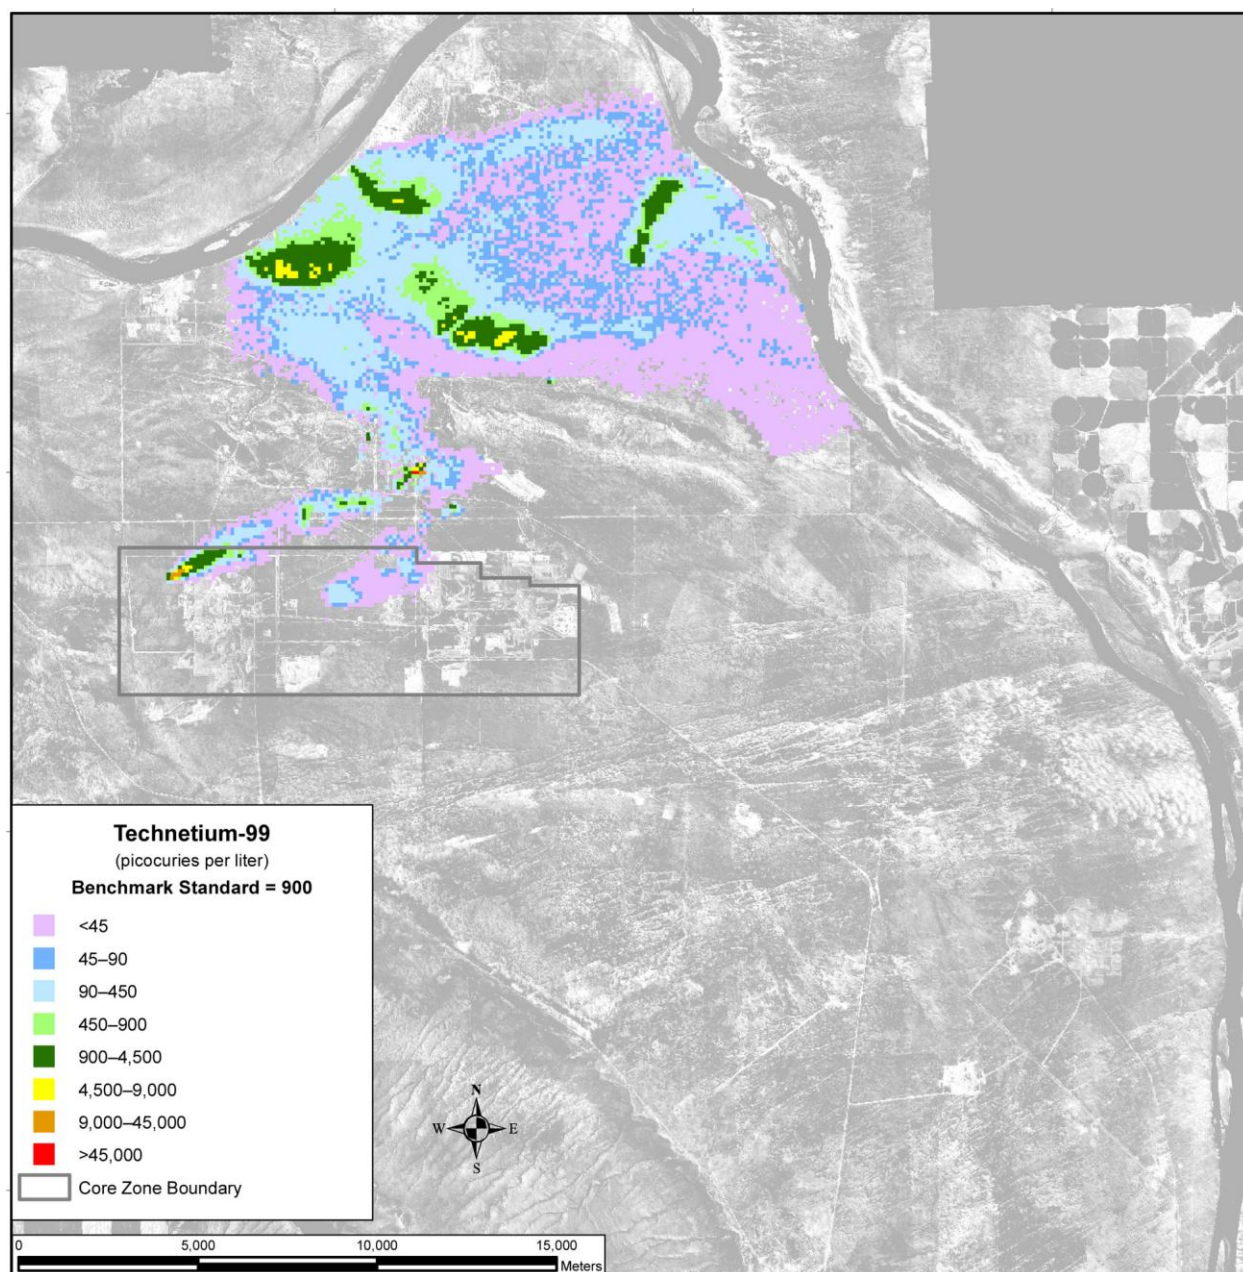 Technetium-99
(picocuries per liter)
Benchmark Standard = 900
<45
45–90
90–450
450–900
900–4,500
4,500–9,000
9,000–45,000
>45,000
Core Zone Boundary
N
W E
S
0 5,000 10,000 15,000
Meters